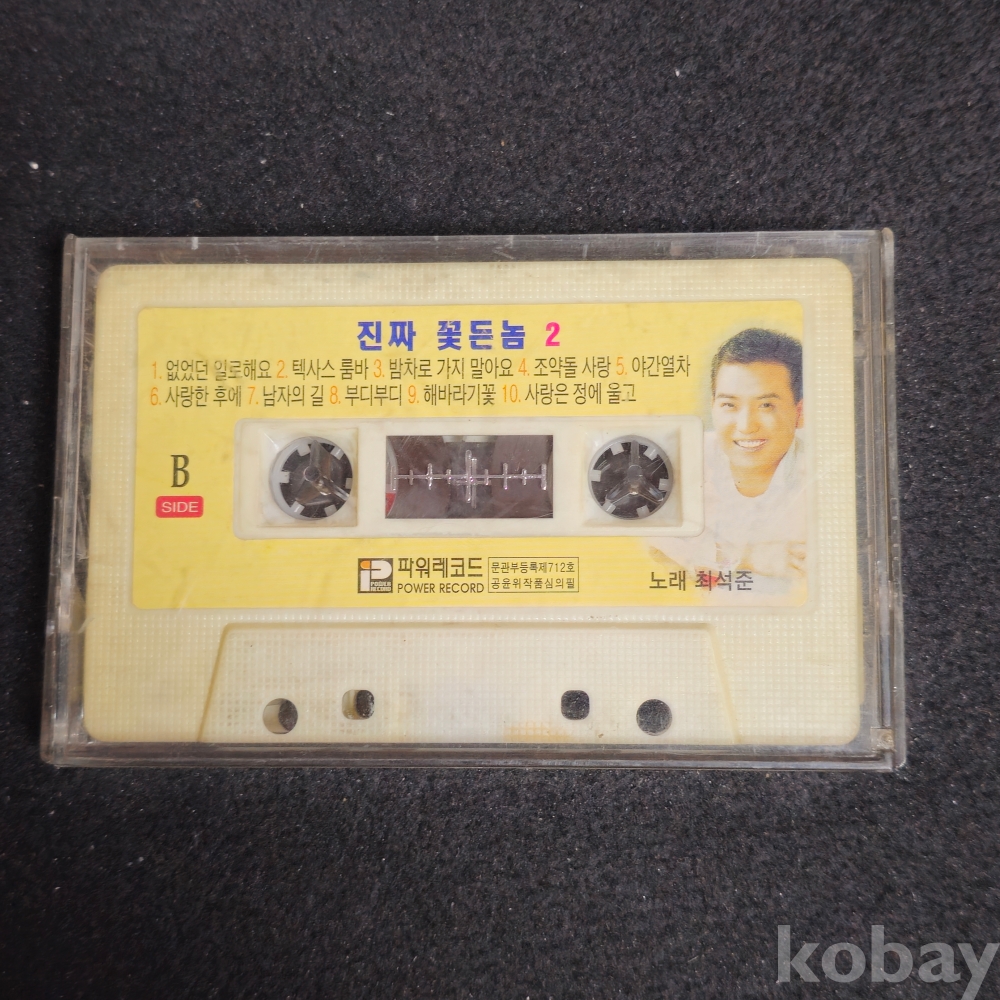 진짜 꽃든놈 2
1. 없었던 일로해요 2. 텍사스 룸바 3. 밤차로 가지 말아요 4. 조약돌 사랑 5. 야간열차
6. 사랑한 후에 7. 남자의 길 8. 부디부디 9. 해바라기꽃 10. 사랑은 정에 울고
B
SIDE
P
POWER
RECORD
파워레코드
POWER RECORD
문관부등록제712호
공윤위작품심의필
노래 최석준
kobay